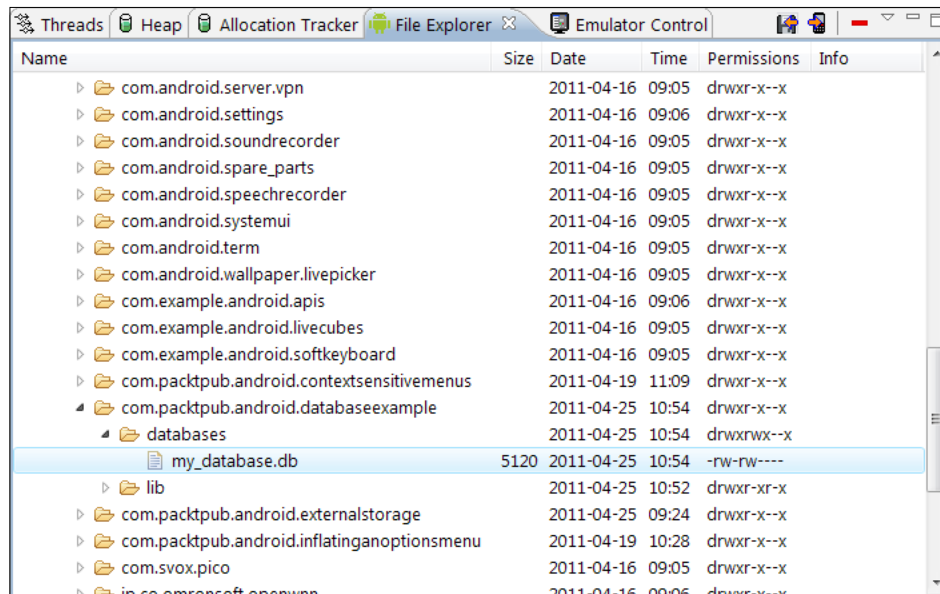 Threads Heap Allocation Tracker File Explorer Emulator Control
Name Size Date Time Permissions Info
com.android.server.vpn 2011-04-16 09:05 drwxr-x--x
com.android.settings 2011-04-16 09:06 drwxr-x--x
com.android.soundrecorder 2011-04-16 09:05 drwxr-x--x
com.android.spare_parts 2011-04-16 09:05 drwxr-x--x
com.android.speechrecorder 2011-04-16 09:05 drwxr-x--x
com.android.systemui 2011-04-16 09:05 drwxr-x--x
com.android.term 2011-04-16 09:05 drwxr-x--x
com.android.wallpaper.livepicker 2011-04-16 09:05 drwxr-x--x
com.example.android.apis 2011-04-16 09:06 drwxr-x--x
com.example.android.livecubes 2011-04-16 09:05 drwxr-x--x
com.example.android.softkeyboard 2011-04-16 09:05 drwxr-x--x
com.packtpub.android.contextsensitivemenus 2011-04-19 11:09 drwxr-x--x
com.packtpub.android.databaseexample 2011-04-25 10:54 drwxr-x--x
databases 2011-04-25 10:54 drwxrwx--x
my_database.db 5120 2011-04-25 10:54 -rw-rw----
lib 2011-04-25 10:52 drwxr-xr-x
com.packtpub.android.externalstorage 2011-04-25 09:24 drwxr-x--x
com.packtpub.android.inflatinganoptionsmenu 2011-04-19 10:28 drwxr-x--x
com.svox.pico 2011-04-16 09:05 drwxr-x--x
jp.co.omronsoft.openwnn 2011-04-16 09:06 drwxr-x--x